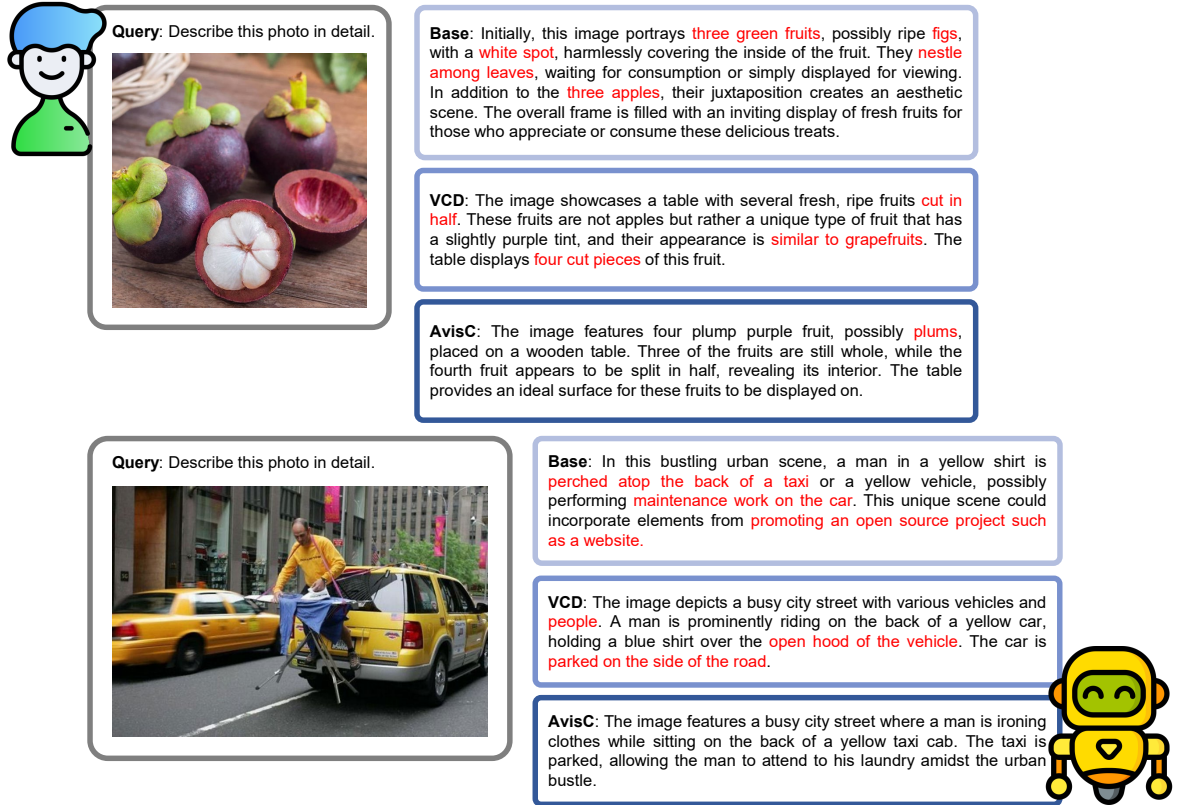 Query: Describe this photo in detail.
Base: Initially, this image portrays three green fruits, possibly ripe figs,
with a white spot, harmlessly covering the inside of the fruit. They nestle
among leaves, waiting for consumption or simply displayed for viewing.
In addition to the three apples, their juxtaposition creates an aesthetic
scene. The overall frame is filled with an inviting display of fresh fruits for
those who appreciate or consume these delicious treats.
VCD: The image showcases a table with several fresh, ripe fruits cut in
half. These fruits are not apples but rather a unique type of fruit that has
a slightly purple tint, and their appearance is similar to grapefruits. The
table displays four cut pieces of this fruit.
AvisC: The image features four plump purple fruit, possibly plums,
placed on a wooden table. Three of the fruits are still whole, while the
fourth fruit appears to be split in half, revealing its interior. The table
provides an ideal surface for these fruits to be displayed on.
Query: Describe this photo in detail.
Base: In this bustling urban scene, a man in a yellow shirt is
perched atop the back of a taxi or a yellow vehicle, possibly
performing maintenance work on the car. This unique scene could
incorporate elements from promoting an open source project such
as a website.
VCD: The image depicts a busy city street with various vehicles and
people. A man is prominently riding on the back of a yellow car,
holding a blue shirt over the open hood of the vehicle. The car is
parked on the side of the road.
AvisC: The image features a busy city street where a man is ironing
clothes while sitting on the back of a yellow taxi cab. The taxi is
parked, allowing the man to attend to his laundry amidst the urban
bustle.